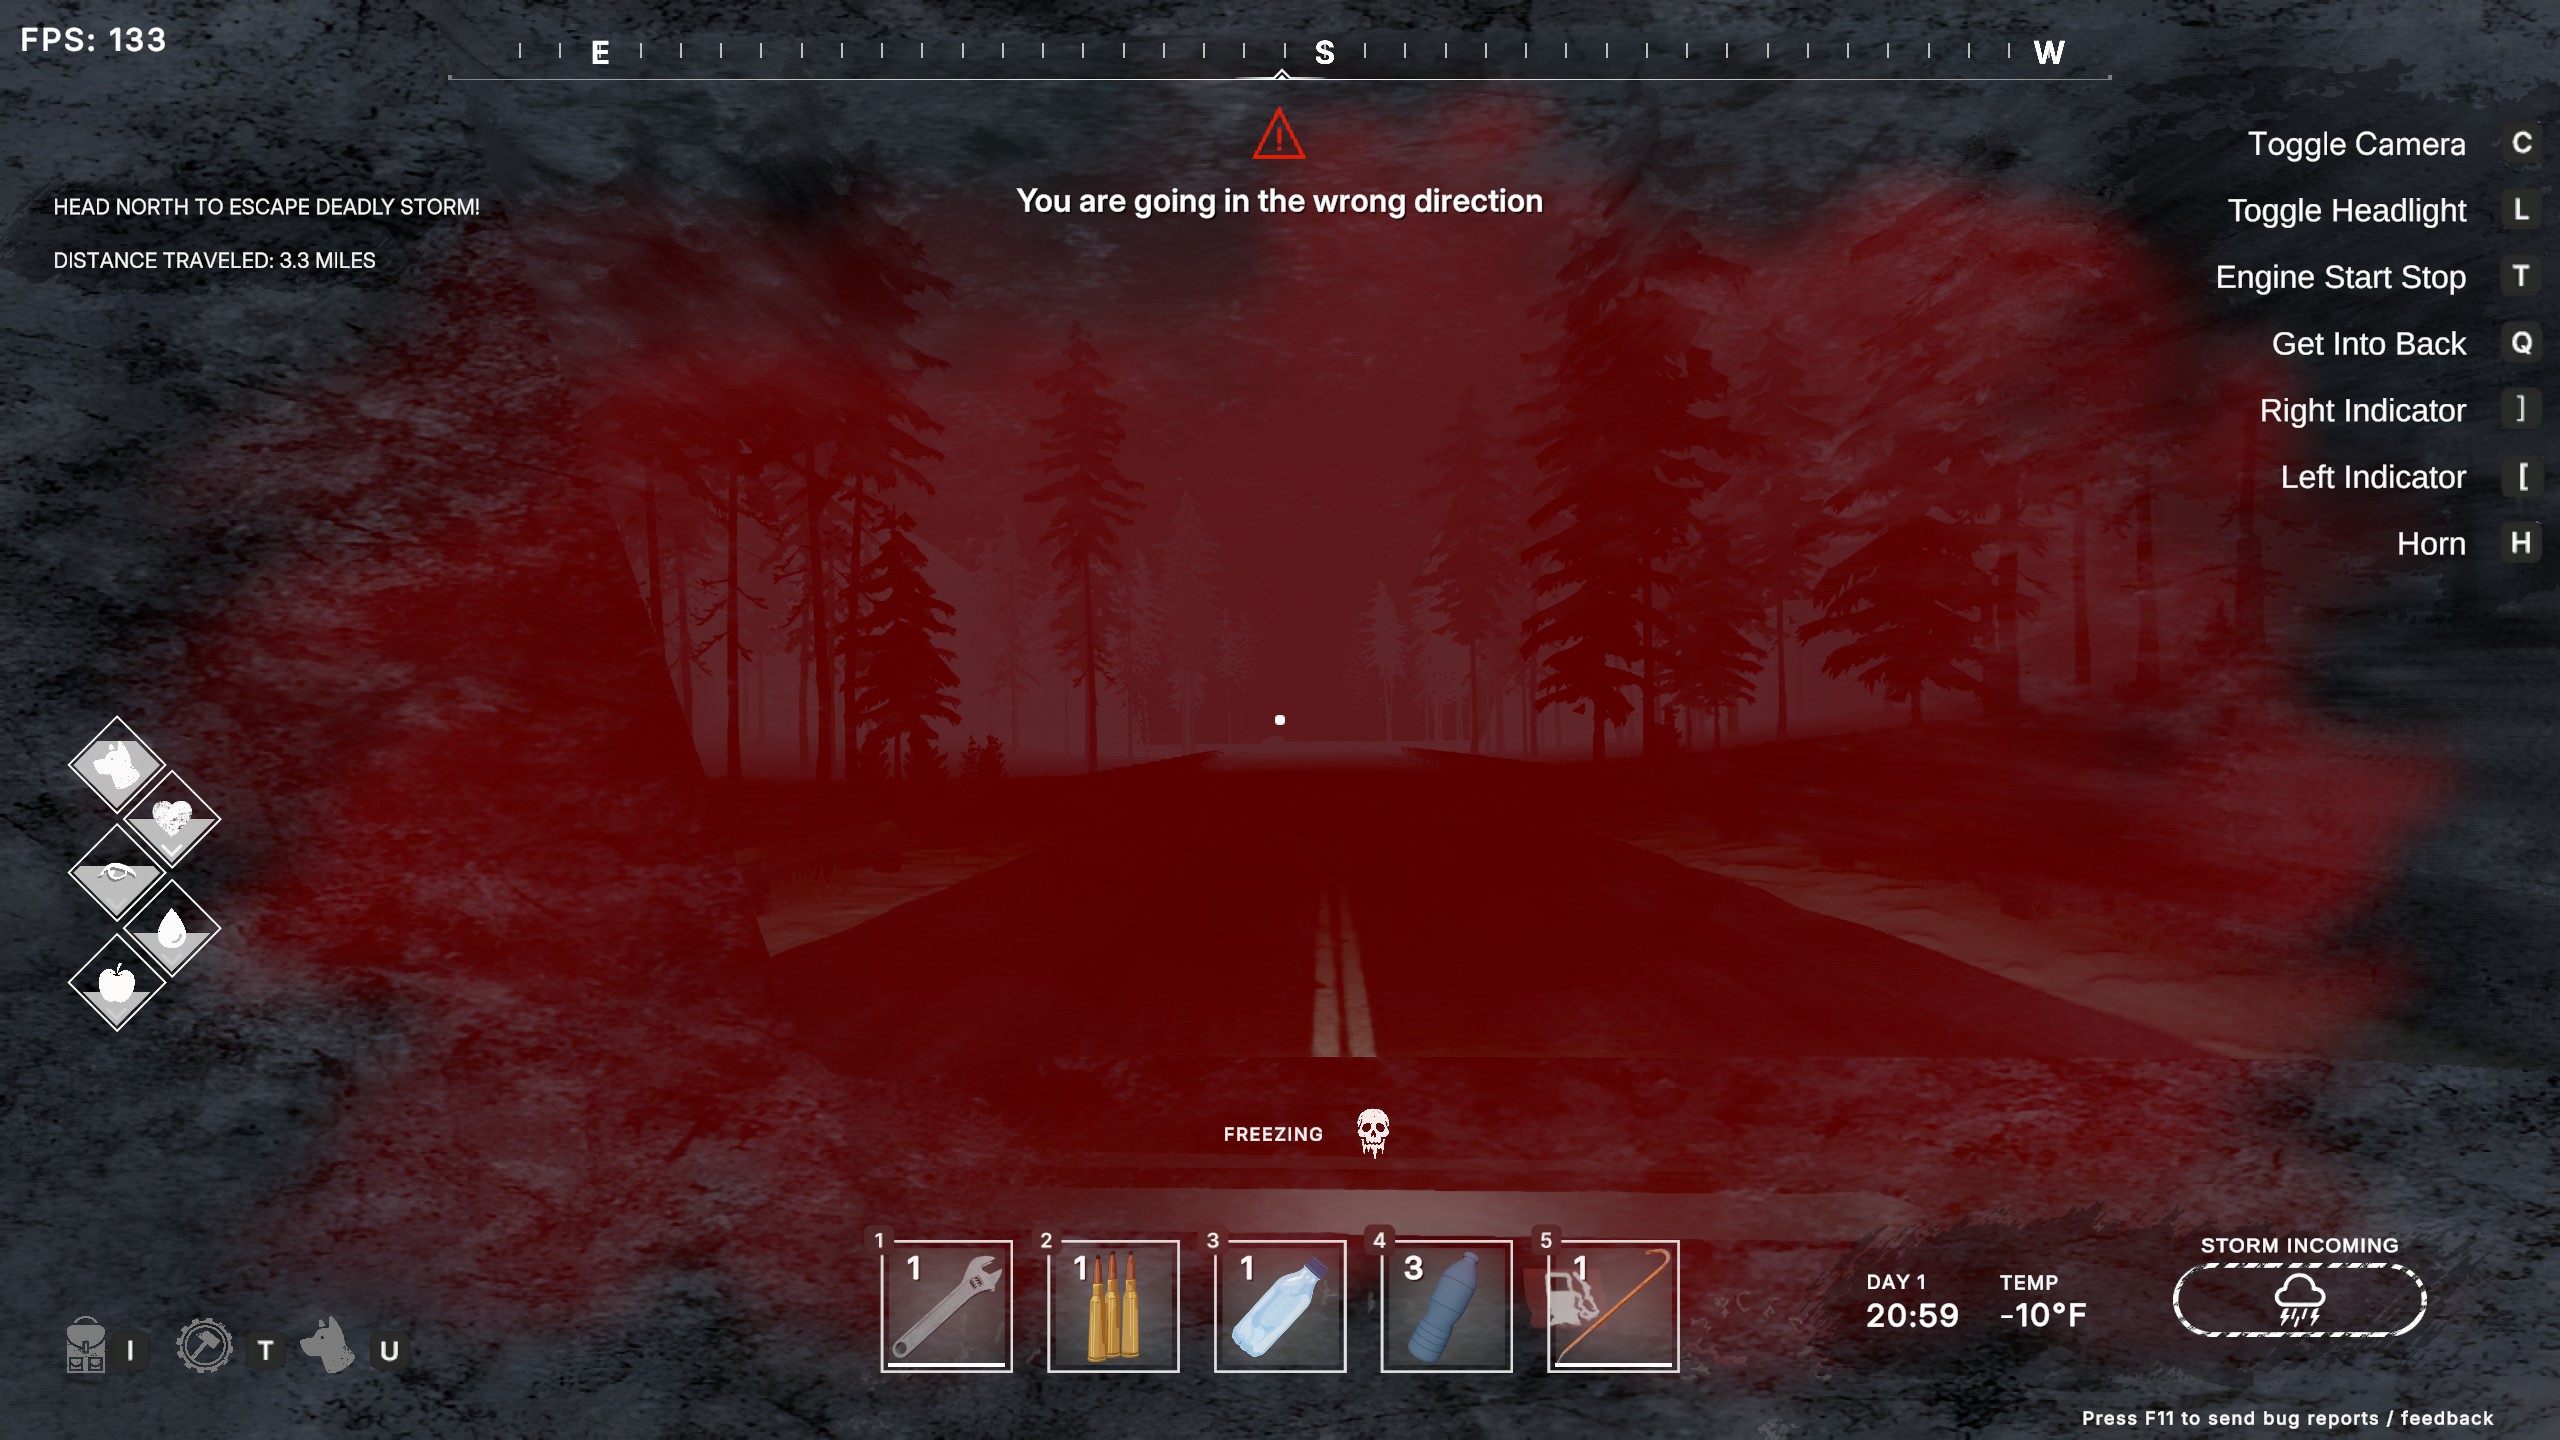 FPS: 133
E S W
You are going in the wrong direction
HEAD NORTH TO ESCAPE DEADLY STORM!
DISTANCE TRAVELED: 3.3 MILES
Toggle Camera C
Toggle Headlight L
Engine Start Stop T
Get Into Back Q
Right Indicator ]
Left Indicator [
Horn H
FREEZING
1 2 3 4 5
1 1 1 3 1
I T U
DAY 1 TEMP
20:59 -10°F
STORM INCOMING
Press F11 to send bug reports / feedback